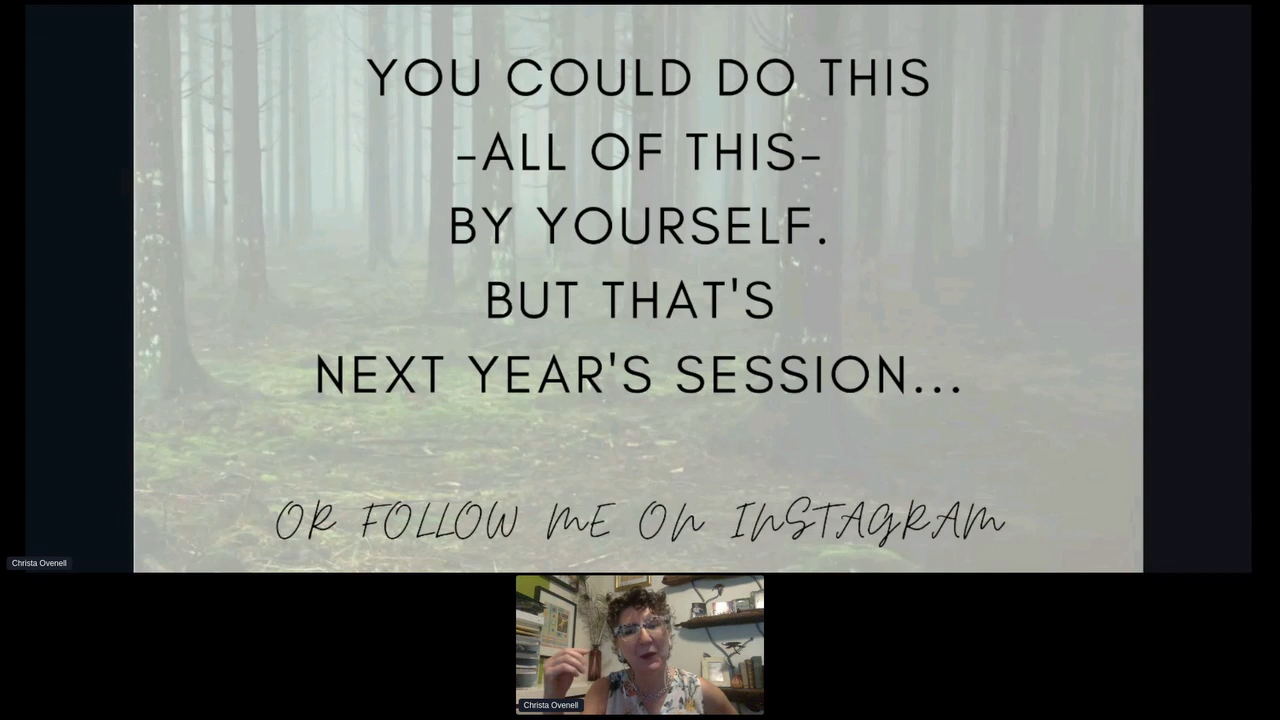 YOU COULD DO THIS
-ALL OF THIS-
BY YOURSELF.
BUT THAT'S
NEXT YEAR'S SESSION...
OR FOLLOW ME ON INSTAGRAM
Christa Ovenell
Christa Ovenell